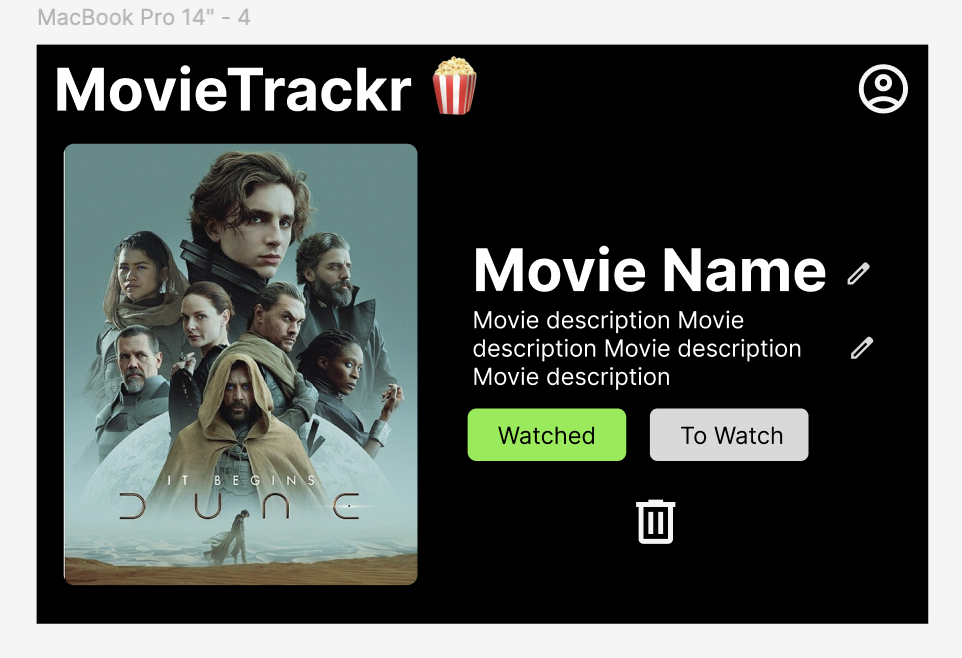 MacBook Pro 14" - 4
MovieTrackr 🍿
IT BEGINS
DUNE
Movie Name
Movie description Movie
description Movie description
Movie description
Watched
To Watch